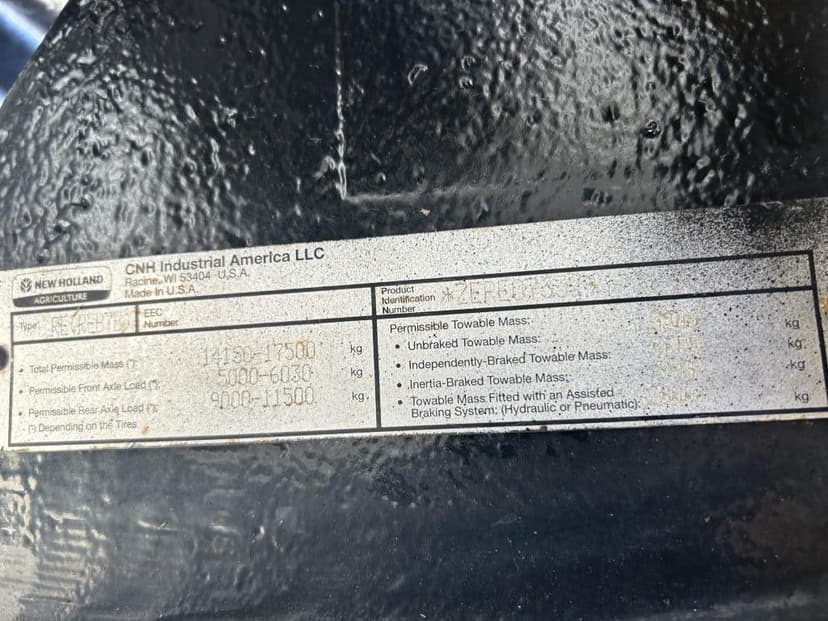 NEW HOLLAND
AGRICULTURE
CNH Industrial America LLC
Racine, WI 53404 U.S.A.
Made in U.S.A.
Type:
EEC
Number
• Total Permissible Mass (*): 14150-17500 kg
• Permissible Front Axle Load (*): 5000-6030 kg
• Permissible Rear Axle Load (*): 9000-11500 kg
(*) Depending on the Tires
Product
Identification
Number
Permissible Towable Mass:
• Unbraked Towable Mass: kg
• Independently-Braked Towable Mass: kg
• Inertia-Braked Towable Mass: kg
• Towable Mass Fitted with an Assisted
Braking System: (Hydraulic or Pneumatic): kg